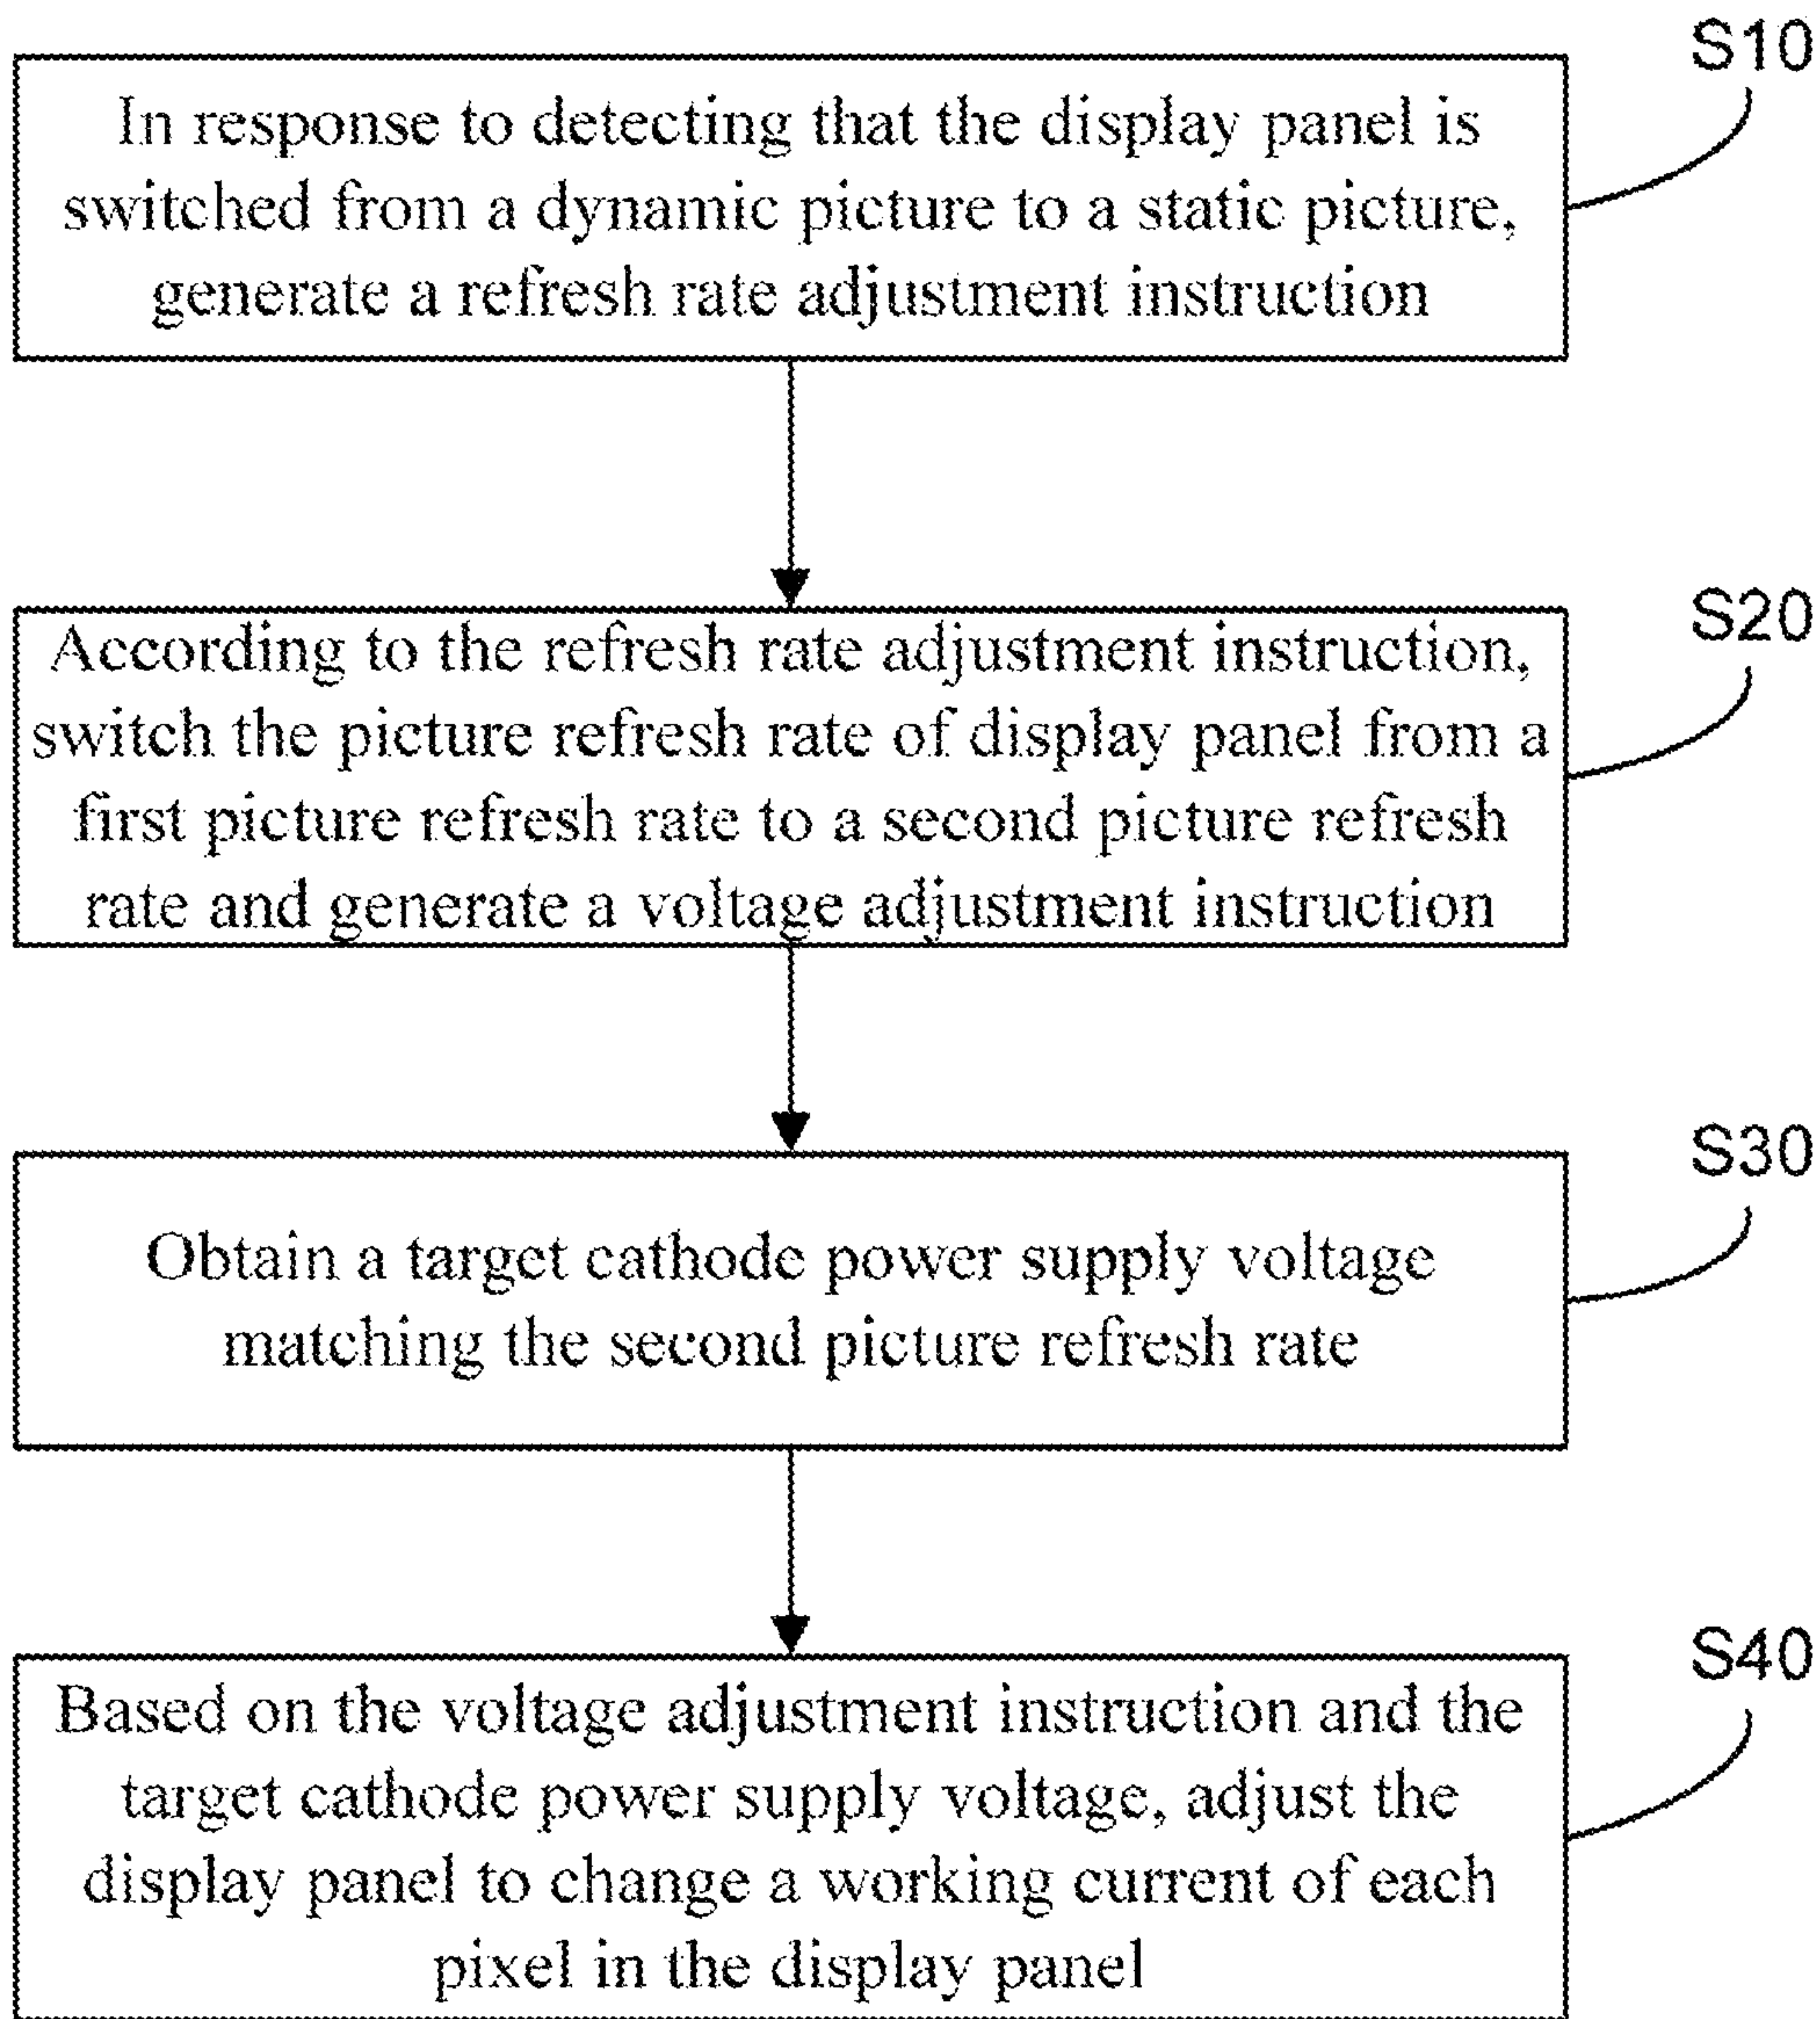 S10
In response to detecting that the display panel is
switched from a dynamic picture to a static picture,
generate a refresh rate adjustment instruction
S20
According to the refresh rate adjustment instruction,
switch the picture refresh rate of display panel from a
first picture refresh rate to a second picture refresh
rate and generate a voltage adjustment instruction
S30
Obtain a target cathode power supply voltage
matching the second picture refresh rate
S40
Based on the voltage adjustment instruction and the
target cathode power supply voltage, adjust the
display panel to change a working current of each
pixel in the display panel